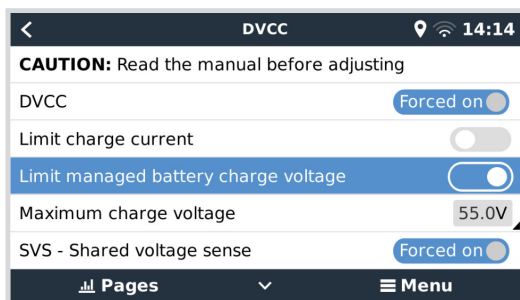 DVCC 14:14
CAUTION: Read the manual before adjusting
DVCC Forced on
Limit charge current
Limit managed battery charge voltage
Maximum charge voltage 55.0V
SVS - Shared voltage sense Forced on
Pages Menu